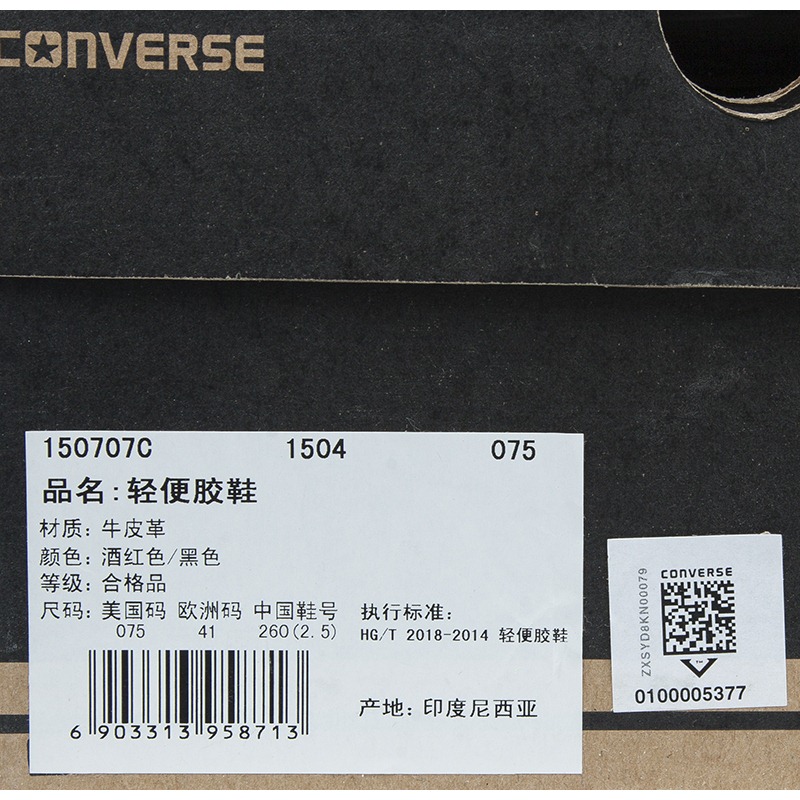 CONVERSE
150707C 1504 075
品名:轻便胶鞋
材质: 牛皮革
颜色: 酒红色/黑色
等级: 合格品
尺码: 美国码 欧洲码 中国鞋号
075 41 260(2.5)
执行标准:
HG/T 2018-2014 轻便胶鞋
6 903313 958713
产地: 印度尼西亚
ZXSYD8KN00079
CONVERSE
0100005377